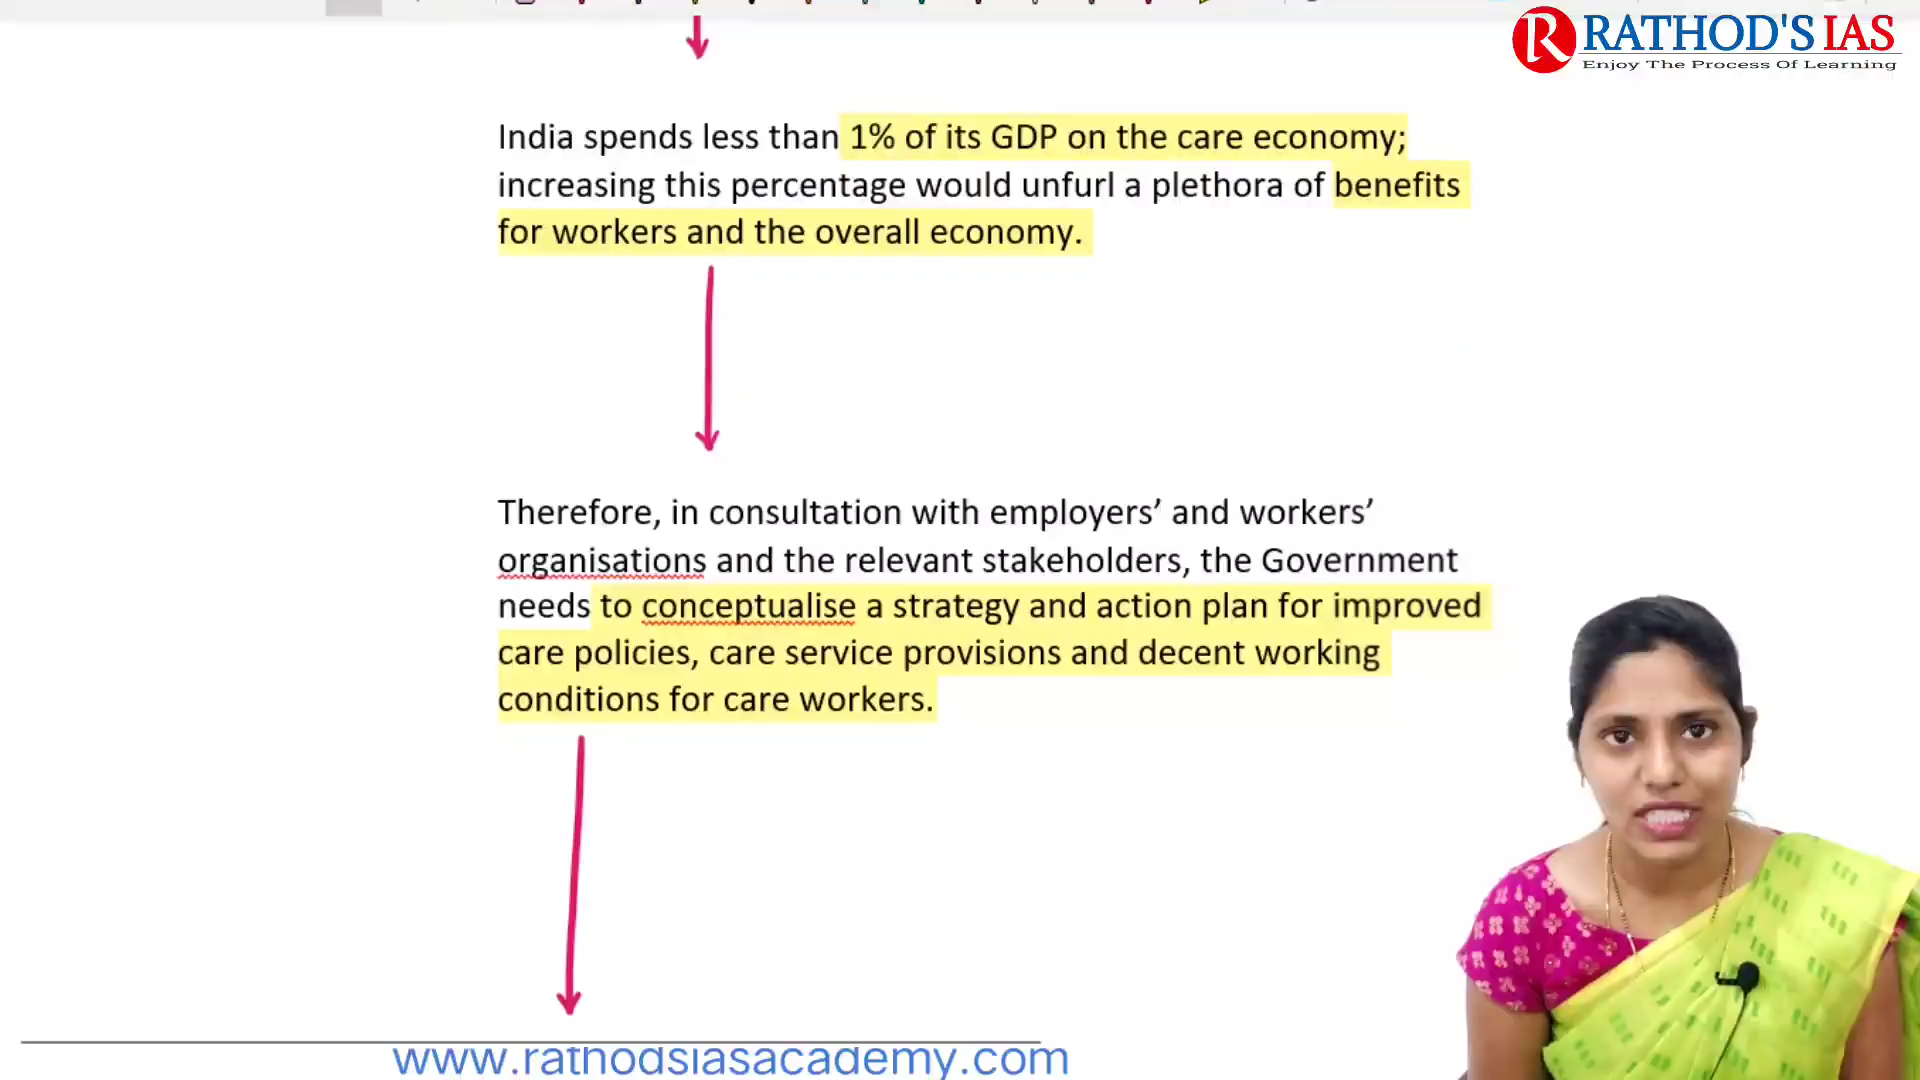 RATHOD'S IAS
Enjoy The Process Of Learning
India spends less than 1% of its GDP on the care economy;
increasing this percentage would unfurl a plethora of benefits
for workers and the overall economy.
Therefore, in consultation with employers’ and workers’
organisations and the relevant stakeholders, the Government
needs to conceptualise a strategy and action plan for improved
care policies, care service provisions and decent working
conditions for care workers.
www.rathodsiasacademy.com